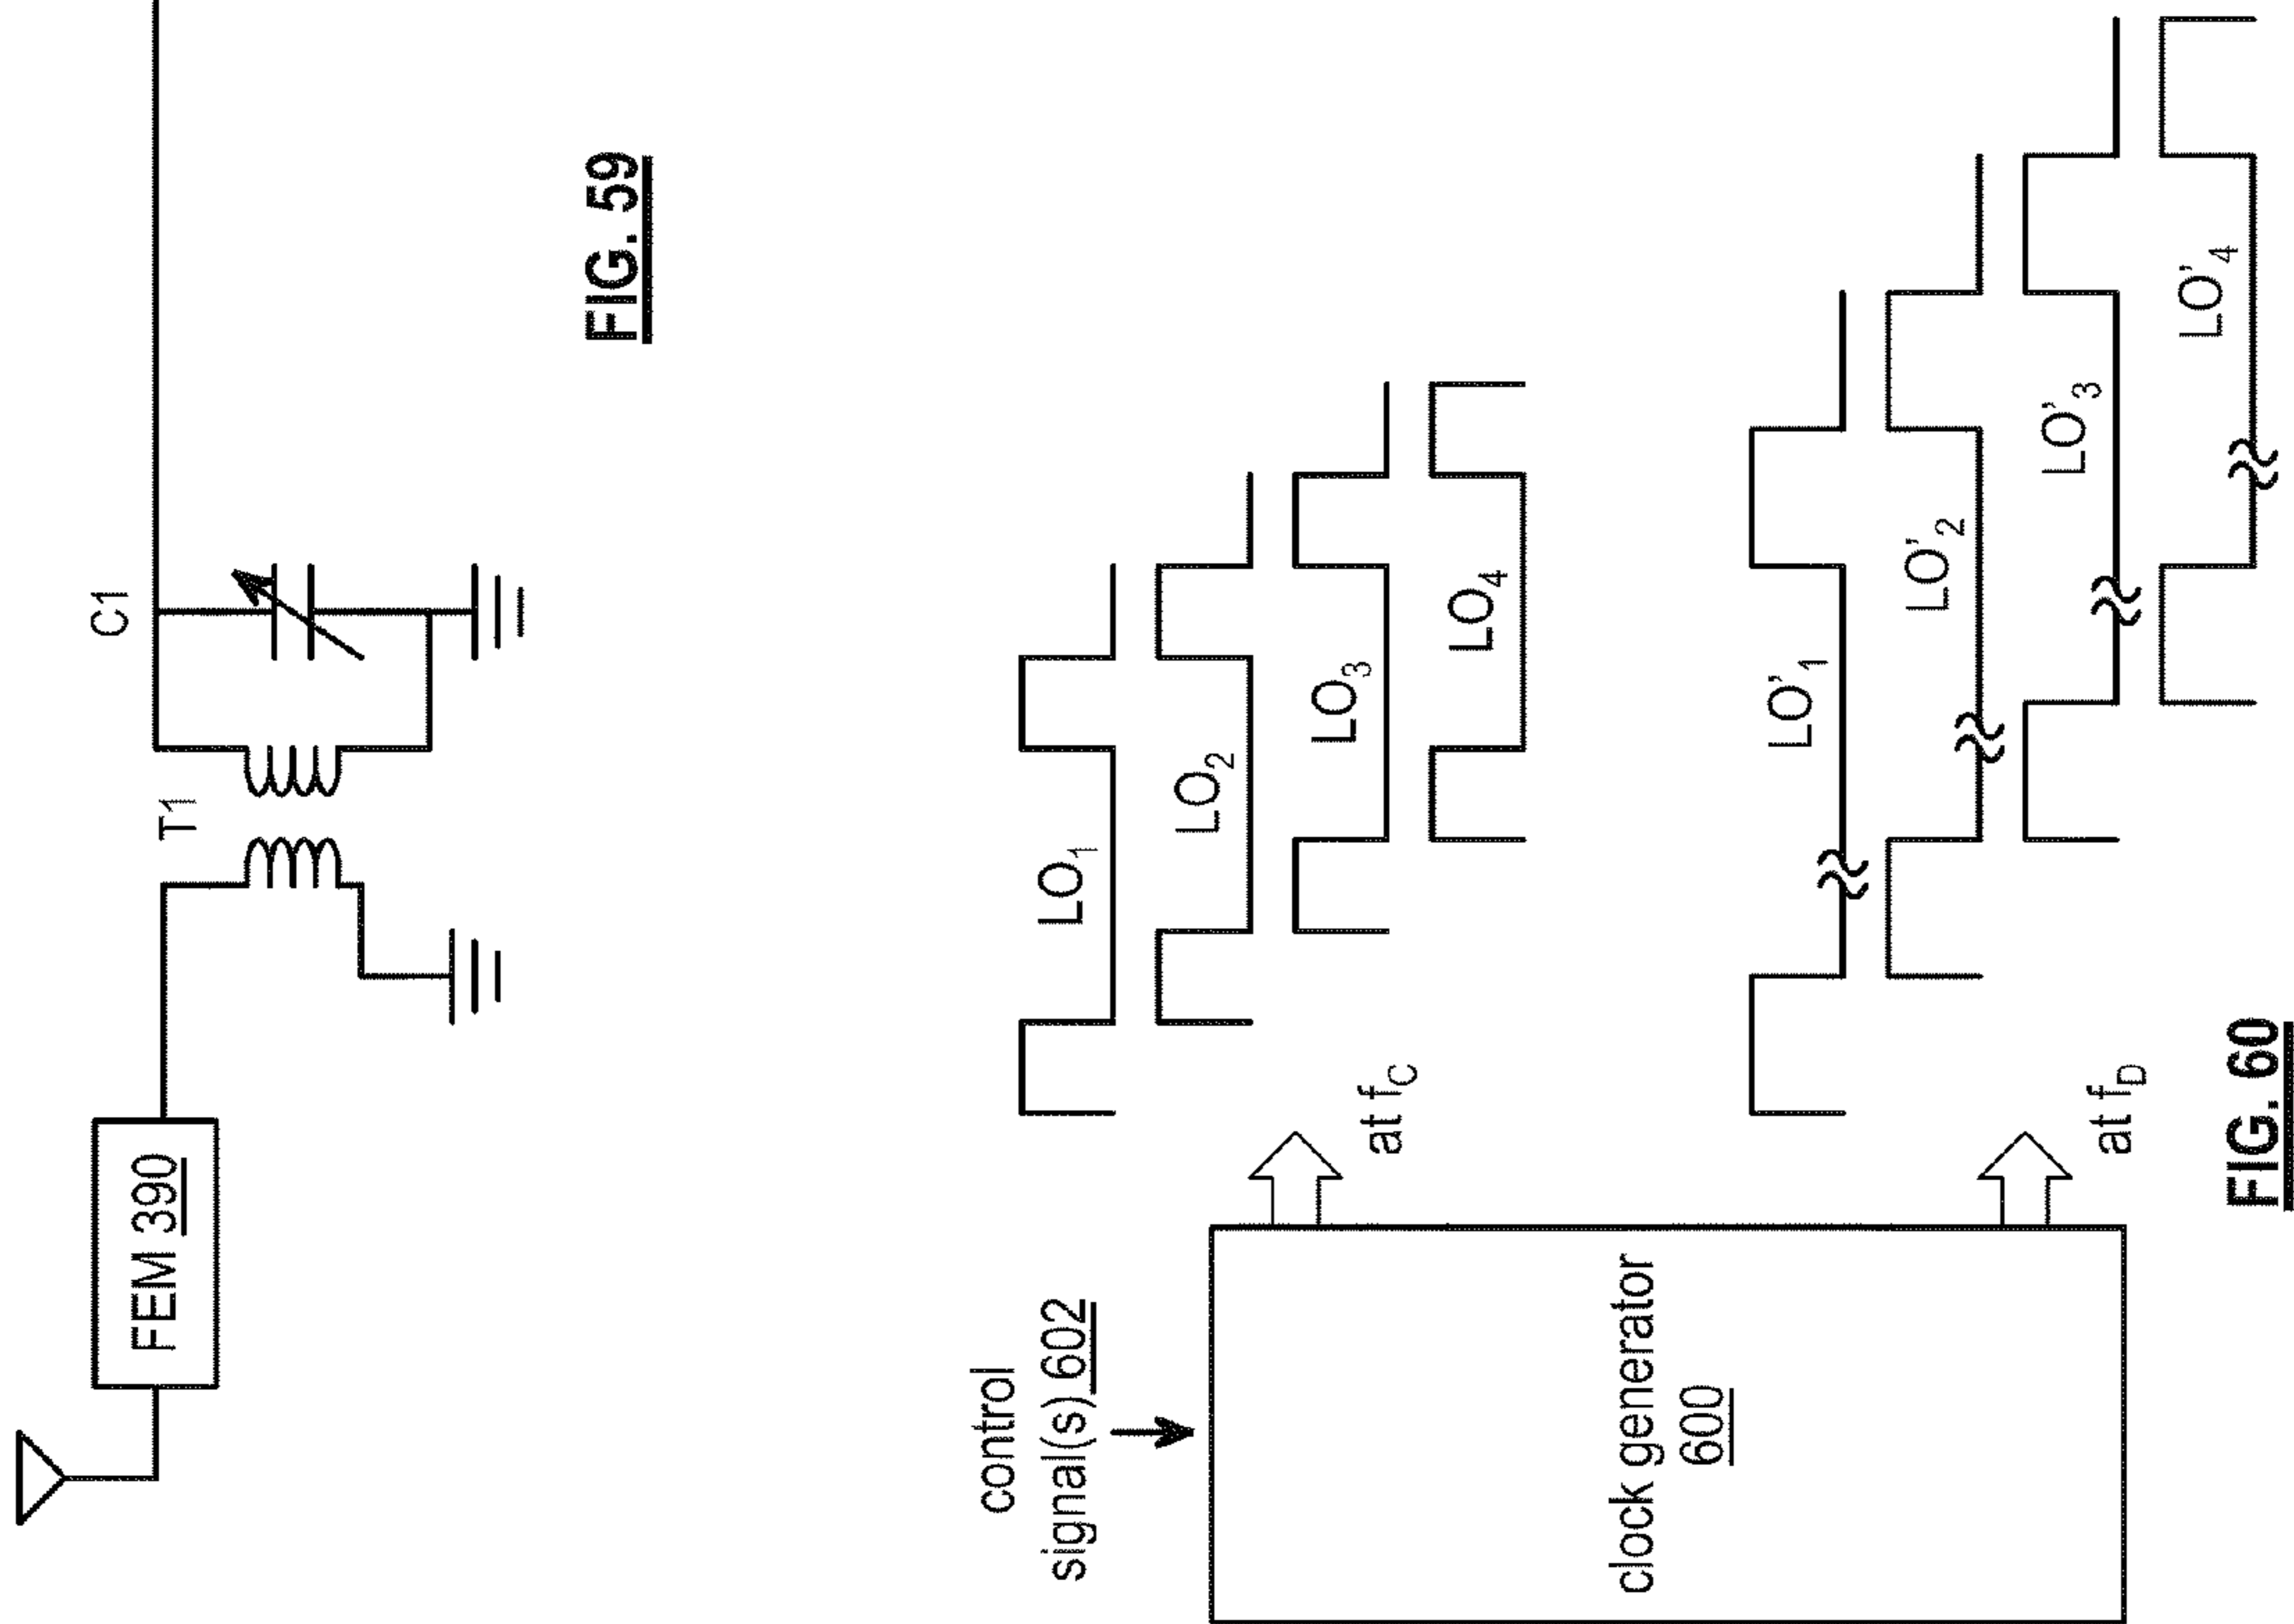 FEM 390
T1
C1
FIG. 59
control
signal(s) 602
clock generator
600
at fC
LO1
LO2
LO3
LO4
at fD
LO'1
LO'2
LO'3
LO'4
FIG. 60